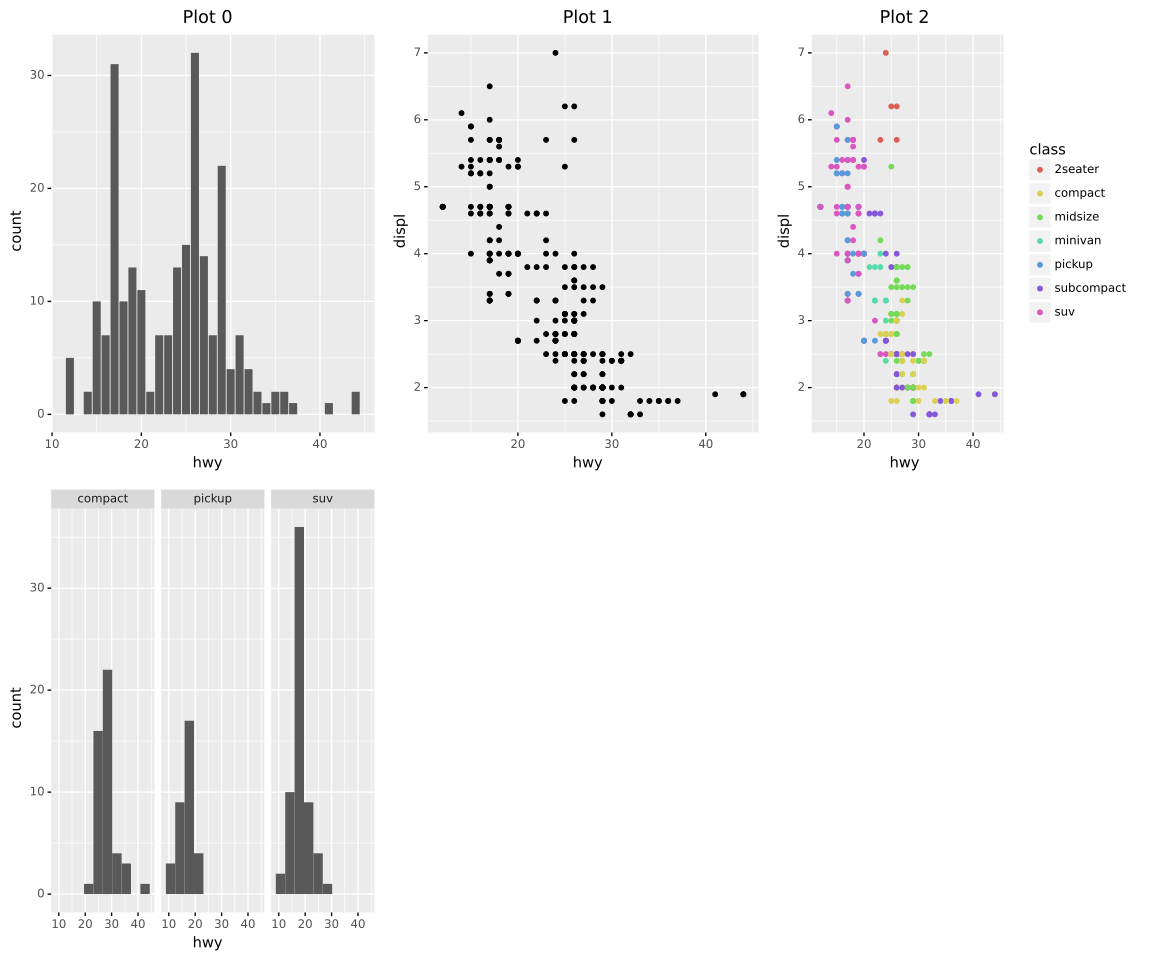 Plot 0
30
20
10
0
count
10 20 30 40
hwy
Plot 1
7
6
5
4
3
2
displ
20 30 40
hwy
Plot 2
7
6
5
4
3
2
displ
20 30 40
hwy
class
2seater
compact
midsize
minivan
pickup
subcompact
suv
compact pickup suv
30
20
10
0
count
10 20 30 40 10 20 30 40 10 20 30 40
hwy